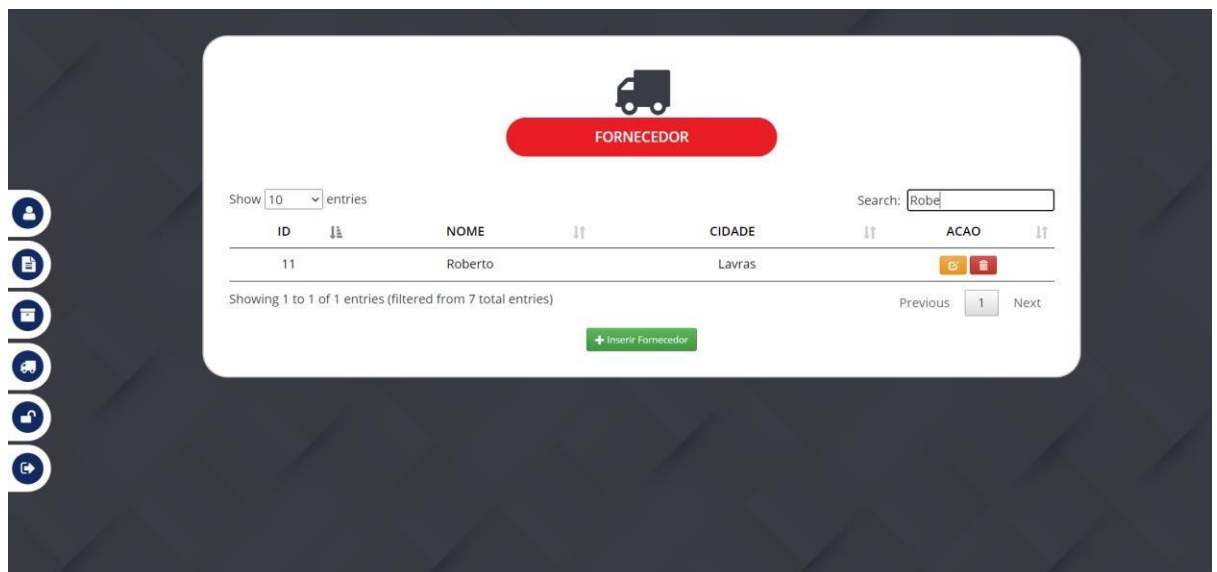 FORNECEDOR
Show 10 entries Search: Robe
ID NOME CIDADE ACAO
11 Roberto Lavras
Showing 1 to 1 of 1 entries (filtered from 7 total entries) Previous 1 Next
Inserir Fornecedor